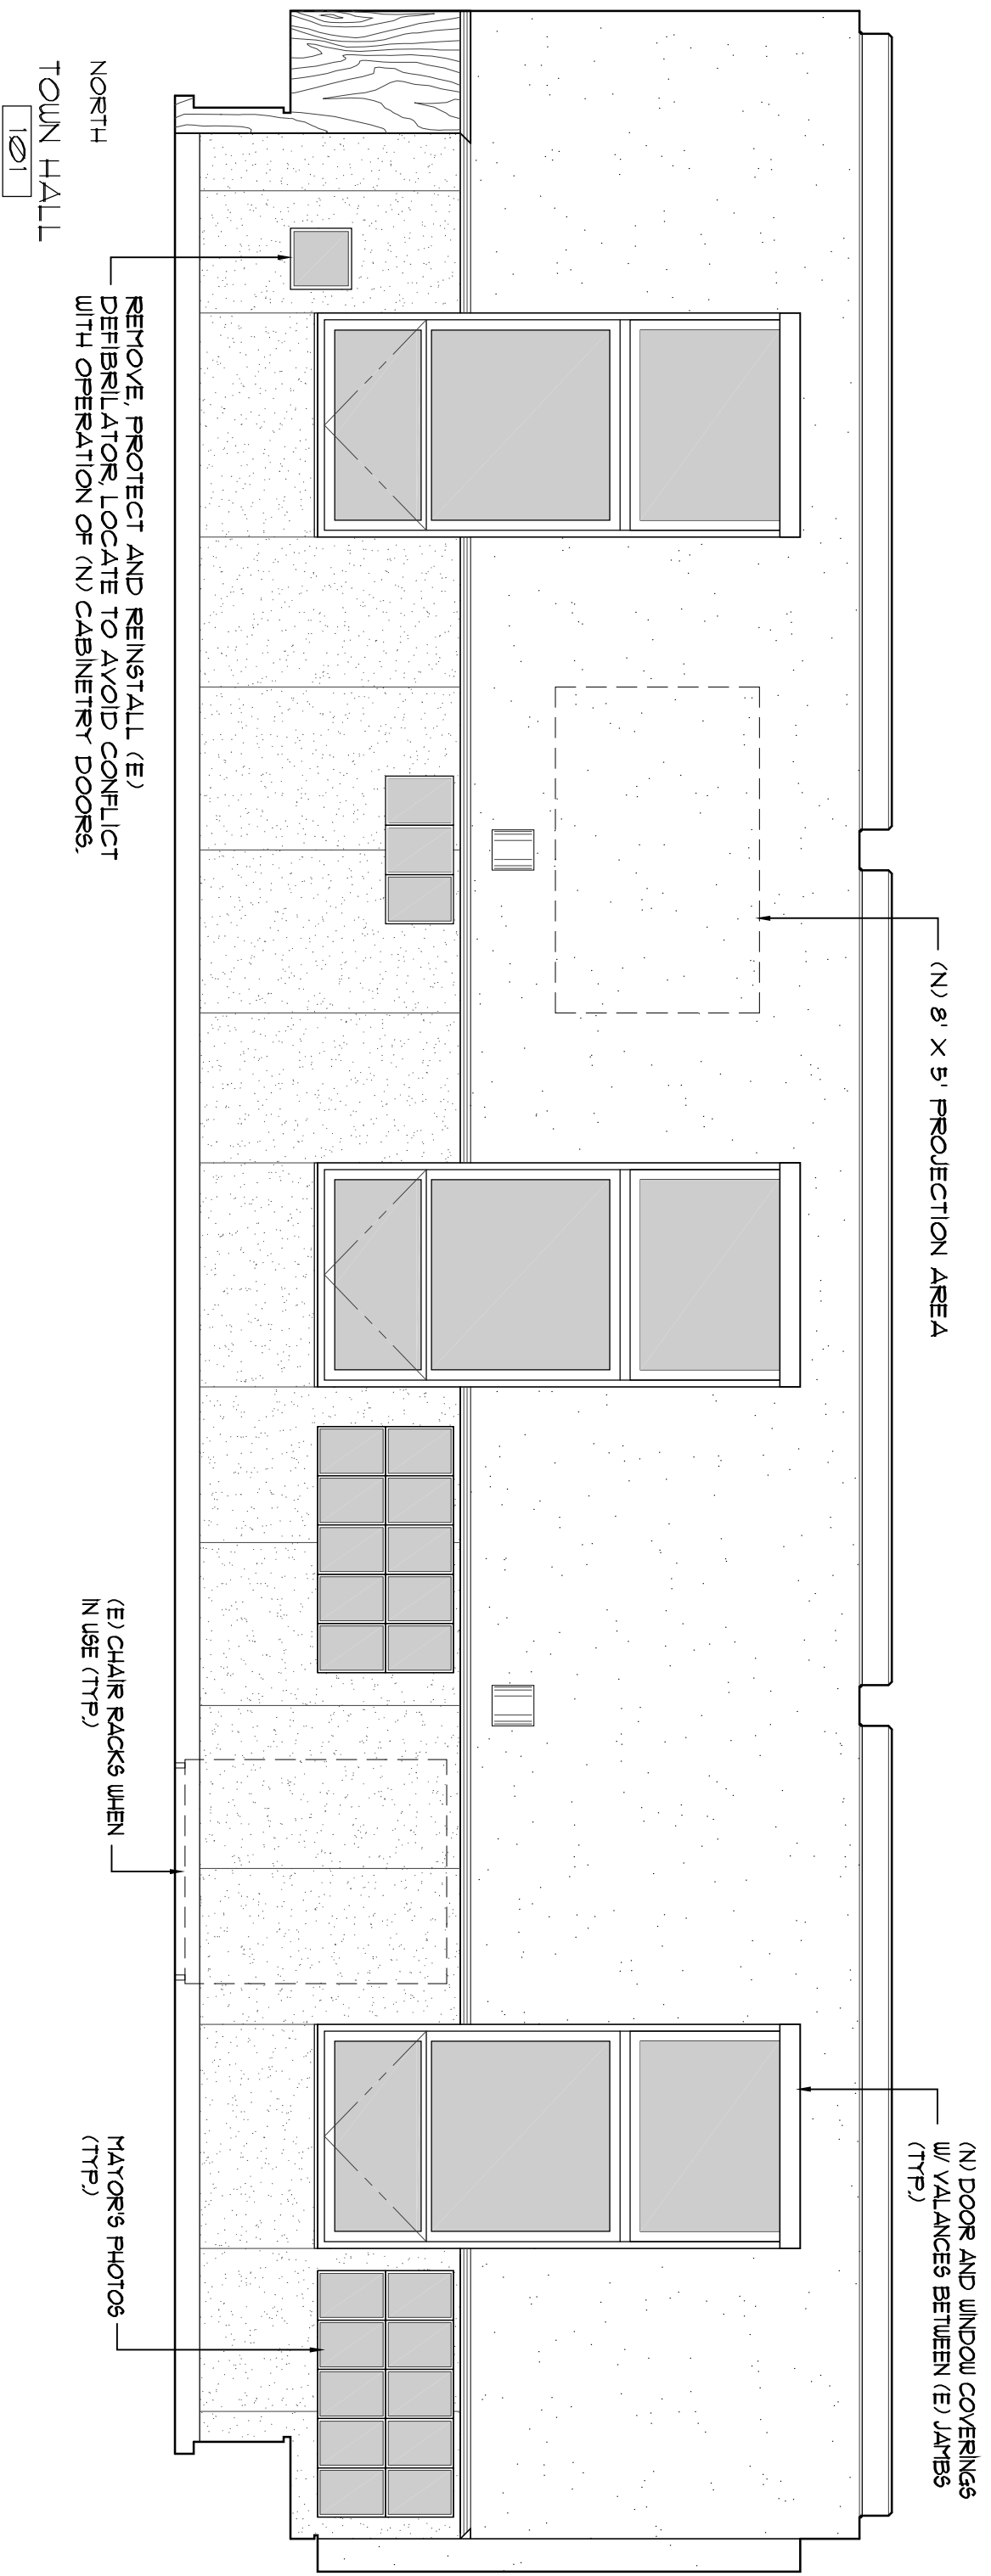 (N) 8' X 5' PROJECTION AREA
(N) DOOR AND WINDOW COVERINGS
W/ VALANCES BETWEEN (E) JAMBS
(TYP.)
REMOVE, PROTECT AND REINSTALL (E)
DEFIBRILATOR, LOCATE TO AVOID CONFLICT
WITH OPERATION OF (N) CABINETRY DOORS.
(E) CHAIR RACKS WHEN
IN USE (TYP.)
MAYOR'S PHOTOS
(TYP.)
NORTH
TOWN HALL
101